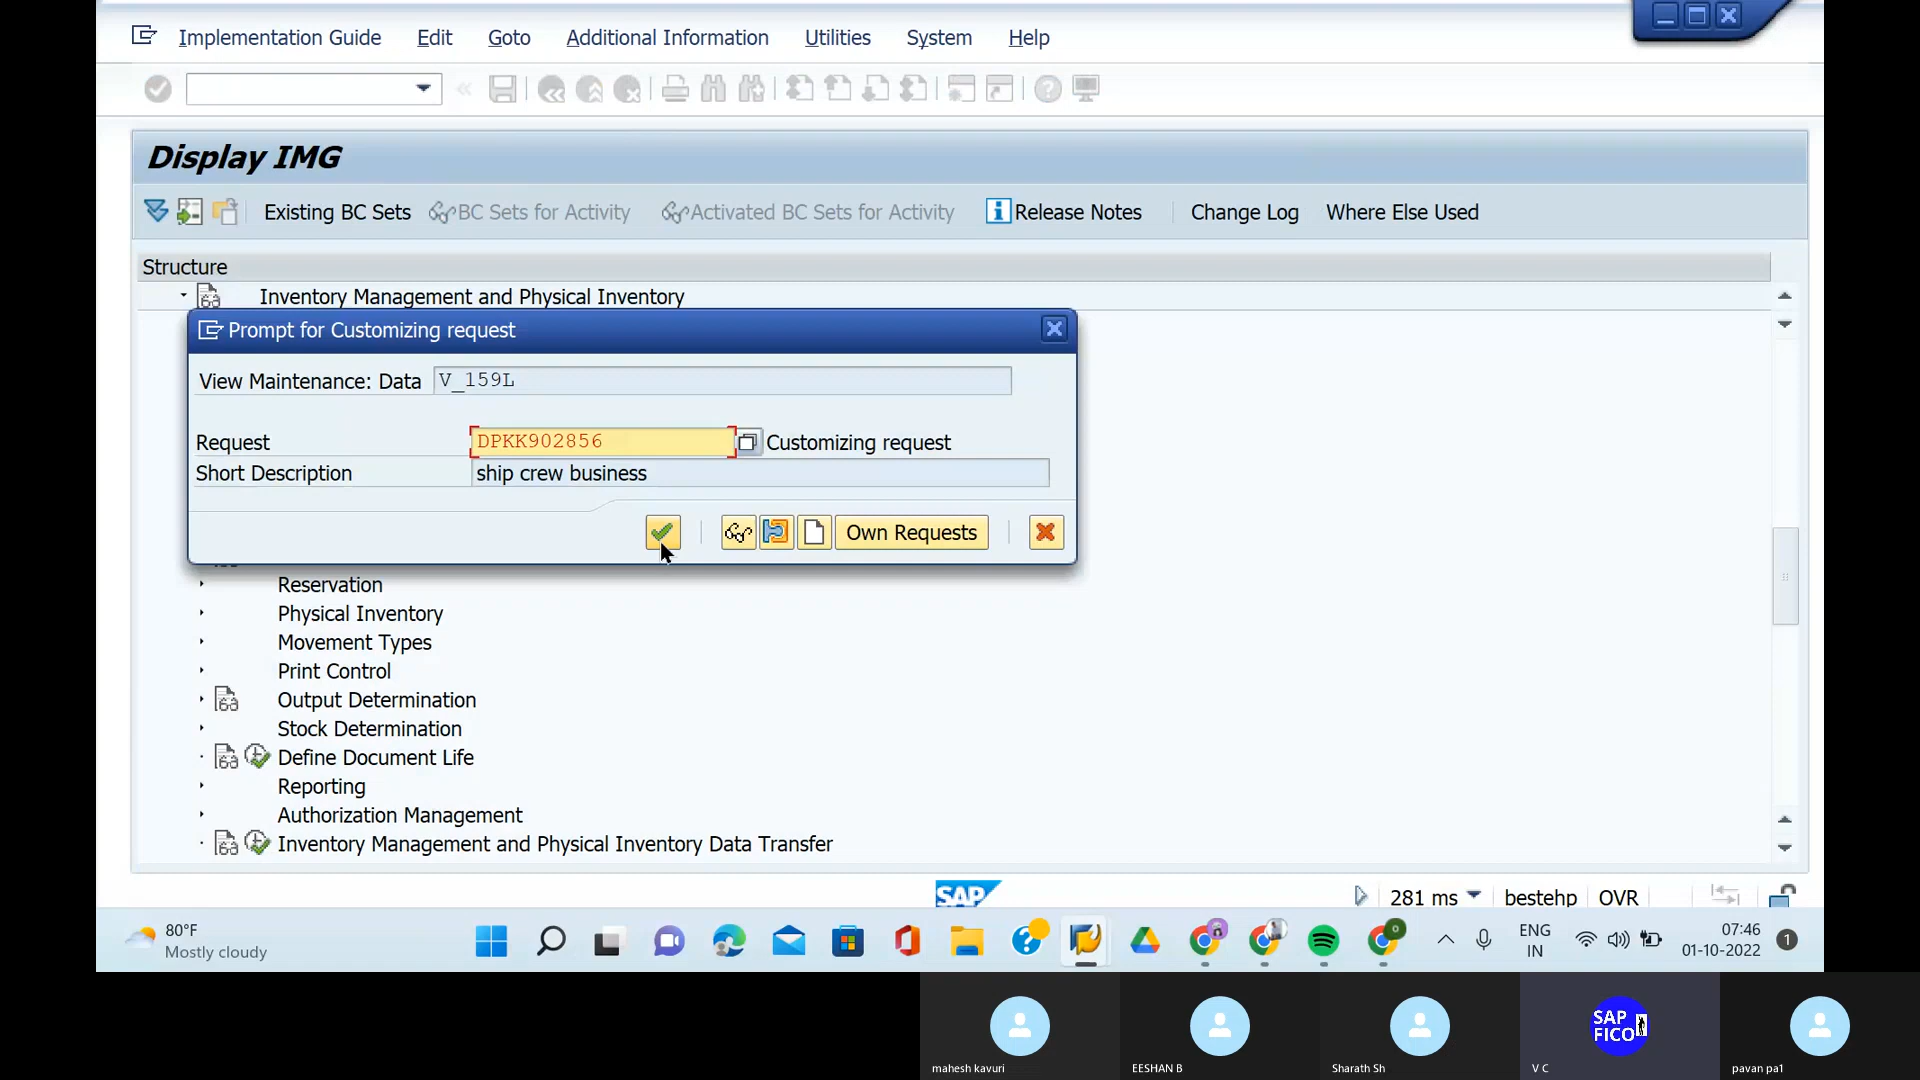 Implementation Guide Edit Goto Additional Information Utilities System Help
Display IMG
Existing BC Sets BC Sets for Activity Activated BC Sets for Activity Release Notes Change Log Where Else Used
Structure
Inventory Management and Physical Inventory
Prompt for Customizing request
View Maintenance: Data V_159L
Request DPKK902856 Customizing request
Short Description ship crew business
Own Requests
Reservation
Physical Inventory
Movement Types
Print Control
Output Determination
Stock Determination
Define Document Life
Reporting
Authorization Management
Inventory Management and Physical Inventory Data Transfer
SAP 281 ms bestehp OVR
80°F
Mostly cloudy
ENG
IN
07:46
01-10-2022
1
SAP
FICO
mahesh kavuri EESHAN B Sharath Sh V C pavan pa1